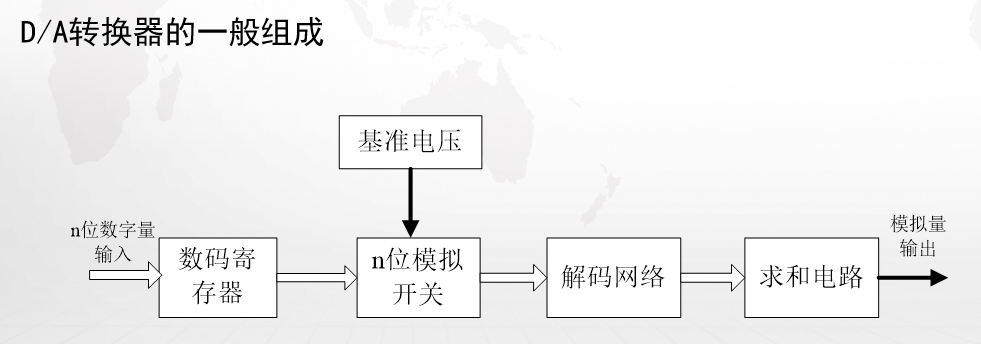 D/A转换器的一般组成
基准电压
n位数字量
输入
数码寄
存器
n位模拟
开关
解码网络
求和电路
模拟量
输出